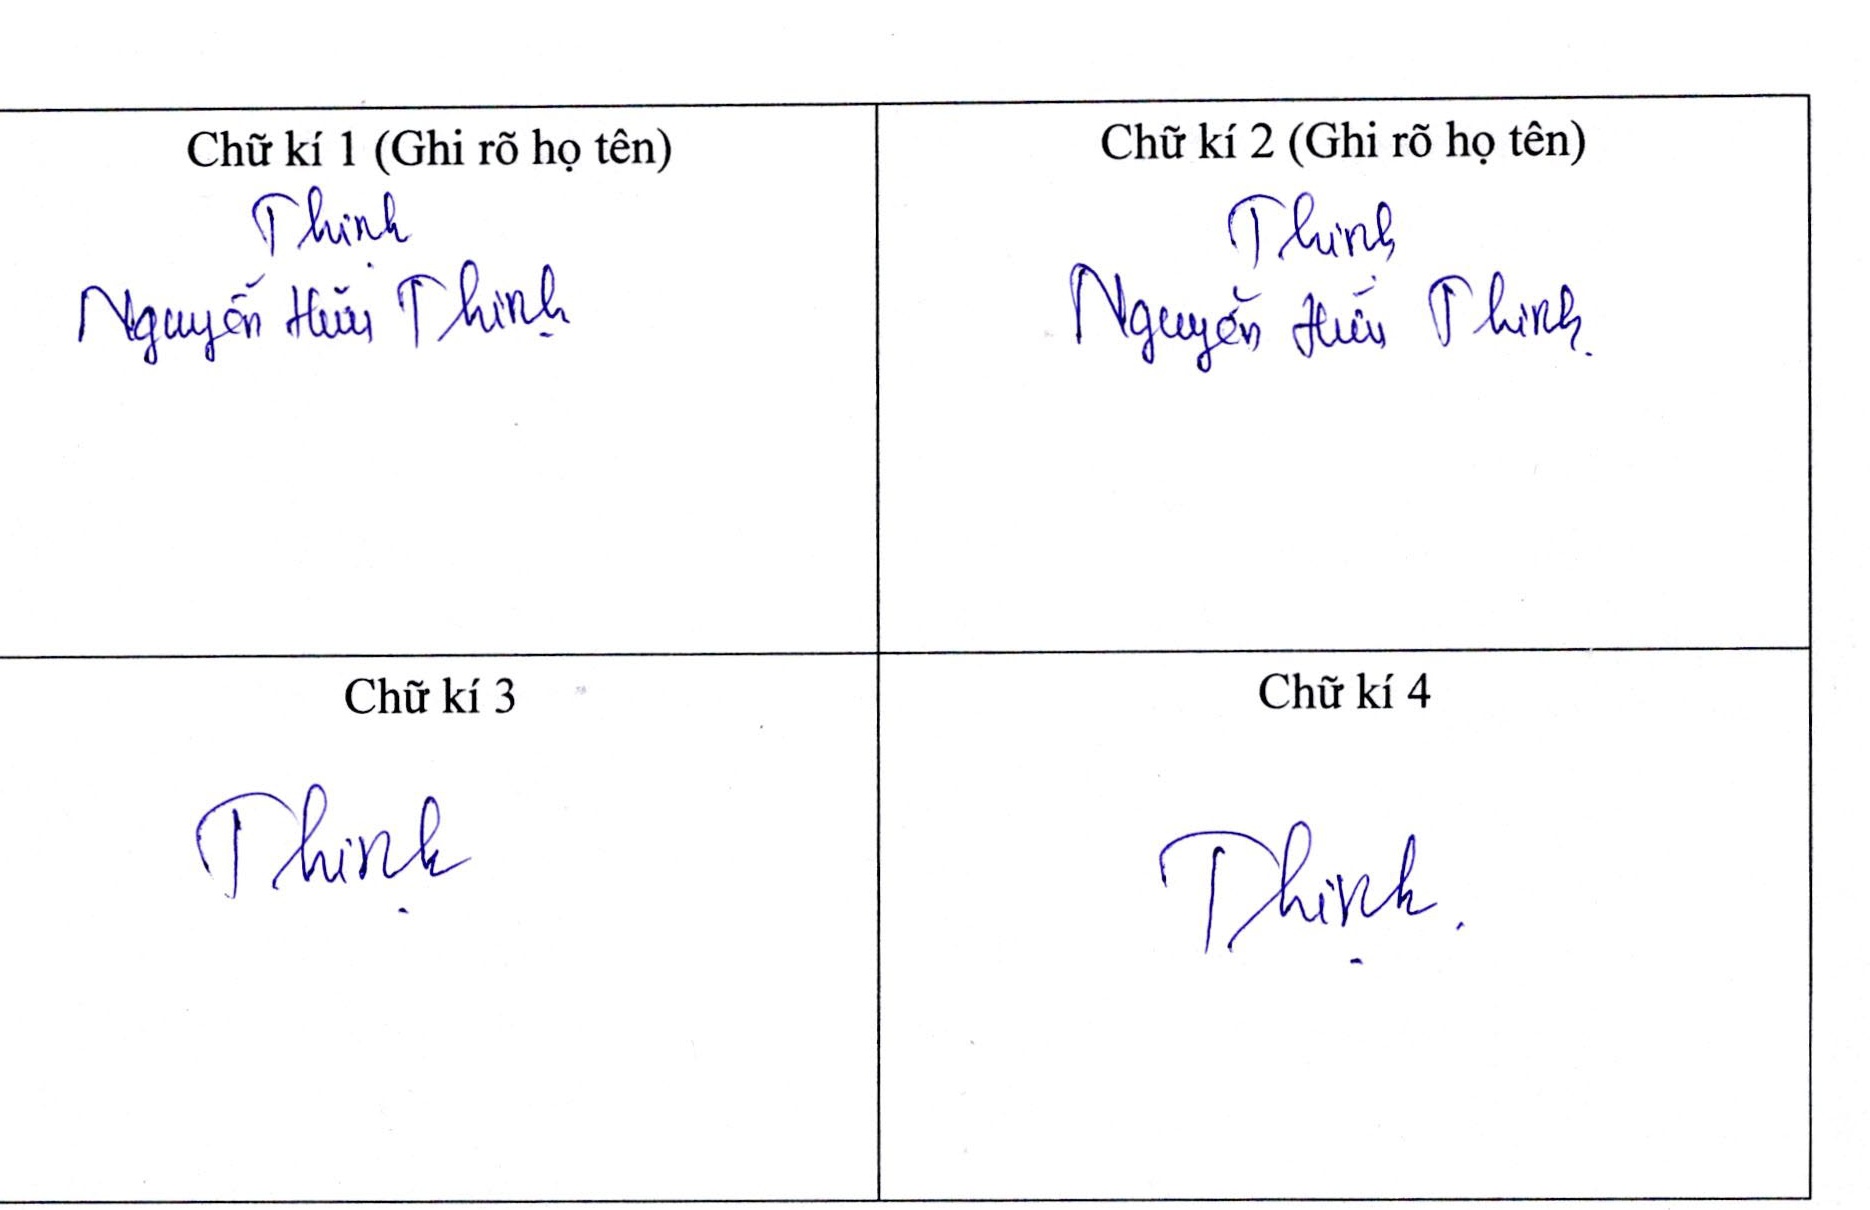 Chữ kí 1 (Ghi rõ họ tên)
Thịnh
Nguyễn Hữu Thịnh
Chữ kí 2 (Ghi rõ họ tên)
Thịnh
Nguyễn Hữu Thịnh
Chữ kí 3
Thịnh
Chữ kí 4
Thịnh.